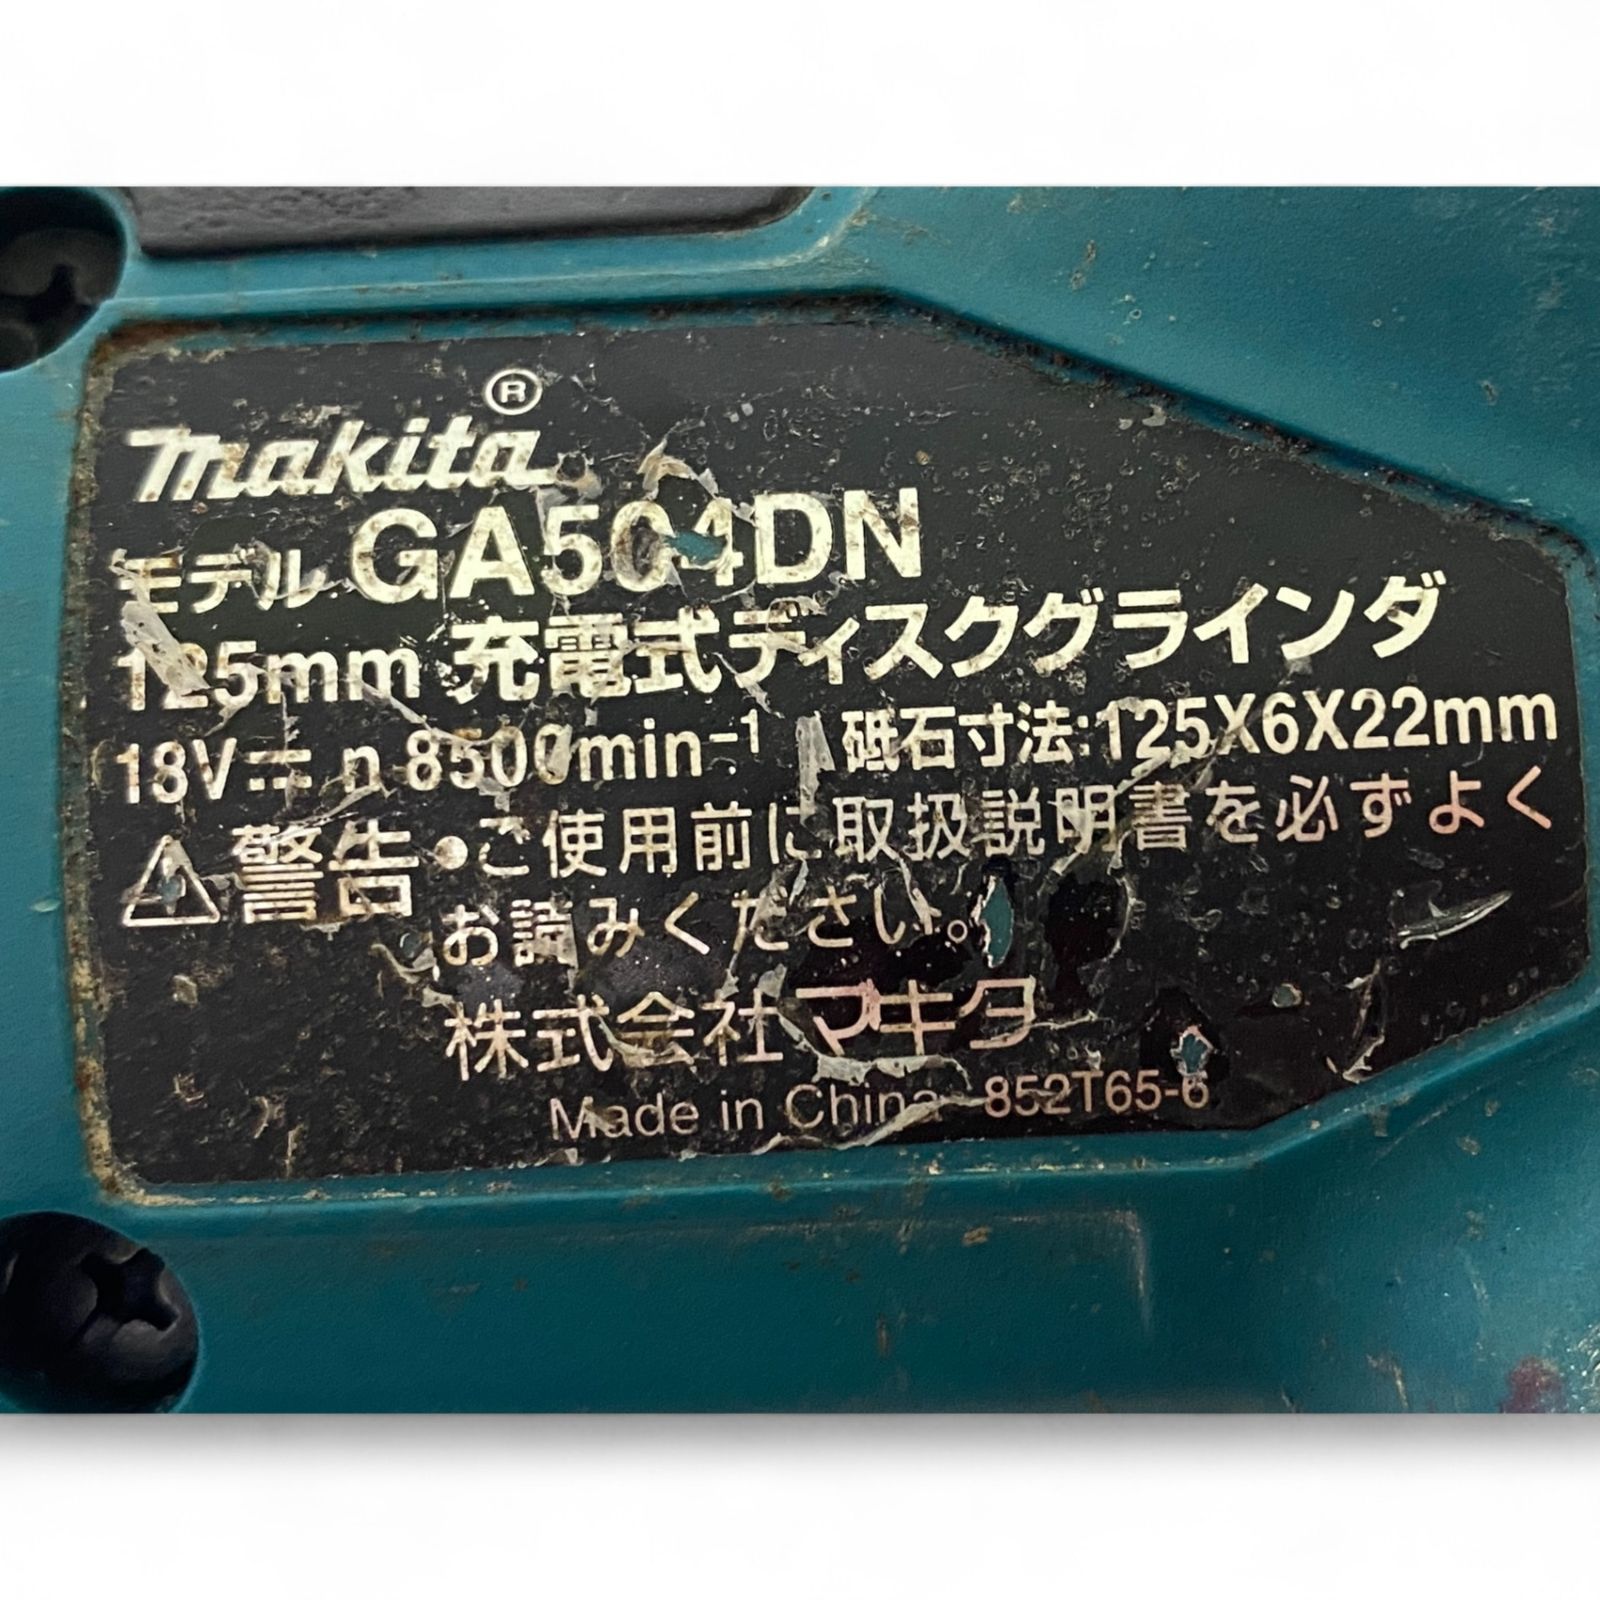 makita®
モデル GA504DN
125mm 充電式ディスクグラインダ
18V⎓ n 8500min⁻¹ 砥石寸法:125X6X22mm
⚠警告 •ご使用前に取扱説明書を必ずよく
お読みください。
株式会社マキタ
Made in China 852T65-6